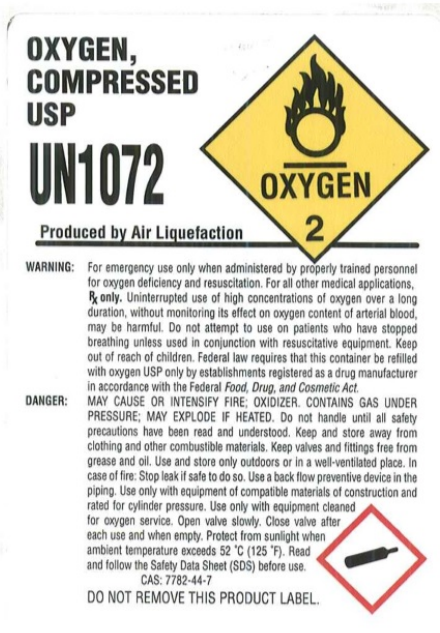 OXYGEN,
COMPRESSED
USP
UN1072
OXYGEN
2
Produced by Air Liquefaction
WARNING: For emergency use only when administered by properly trained personnel
for oxygen deficiency and resuscitation. For all other medical applications,
℞ only. Uninterrupted use of high concentrations of oxygen over a long
duration, without monitoring its effect on oxygen content of arterial blood,
may be harmful. Do not attempt to use on patients who have stopped
breathing unless used in conjunction with resuscitative equipment. Keep
out of reach of children. Federal law requires that this container be refilled
with oxygen USP only by establishments registered as a drug manufacturer
in accordance with the Federal Food, Drug, and Cosmetic Act.
DANGER: MAY CAUSE OR INTENSIFY FIRE; OXIDIZER. CONTAINS GAS UNDER
PRESSURE; MAY EXPLODE IF HEATED. Do not handle until all safety
precautions have been read and understood. Keep and store away from
clothing and other combustible materials. Keep valves and fittings free from
grease and oil. Use and store only outdoors or in a well-ventilated place. In
case of fire: Stop leak if safe to do so. Use a back flow preventive device in the
piping. Use only with equipment of compatible materials of construction and
rated for cylinder pressure. Use only with equipment cleaned
for oxygen service. Open valve slowly. Close valve after
each use and when empty. Protect from sunlight when
ambient temperature exceeds 52 ˚C (125 ˚F). Read
and follow the Safety Data Sheet (SDS) before use.
CAS: 7782-44-7
DO NOT REMOVE THIS PRODUCT LABEL.